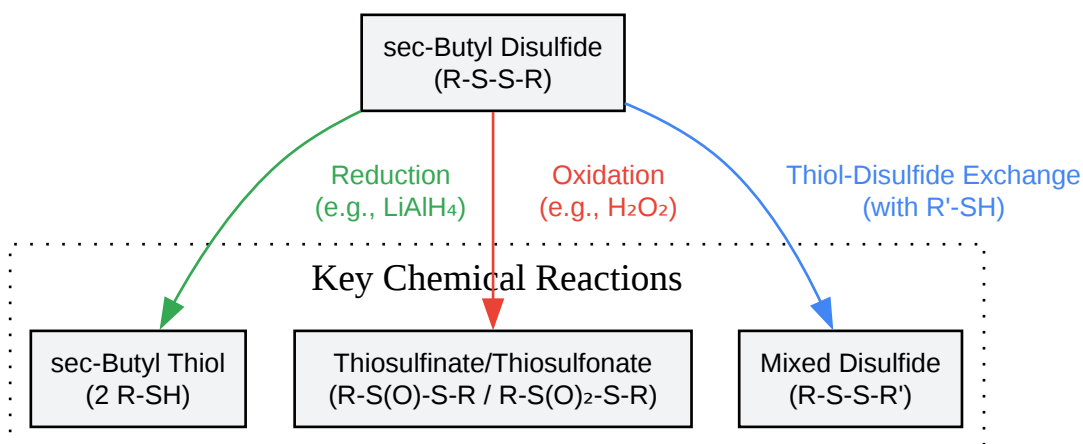 sec-Butyl Disulfide
(R-S-S-R)
Reduction
(e.g., LiAlH₄)
Oxidation
(e.g., H₂O₂)
Thiol-Disulfide Exchange
(with R'-SH)
Key Chemical Reactions
sec-Butyl Thiol
(2 R-SH)
Thiosulfinate/Thiosulfonate
(R-S(O)-S-R / R-S(O)₂-S-R)
Mixed Disulfide
(R-S-S-R')